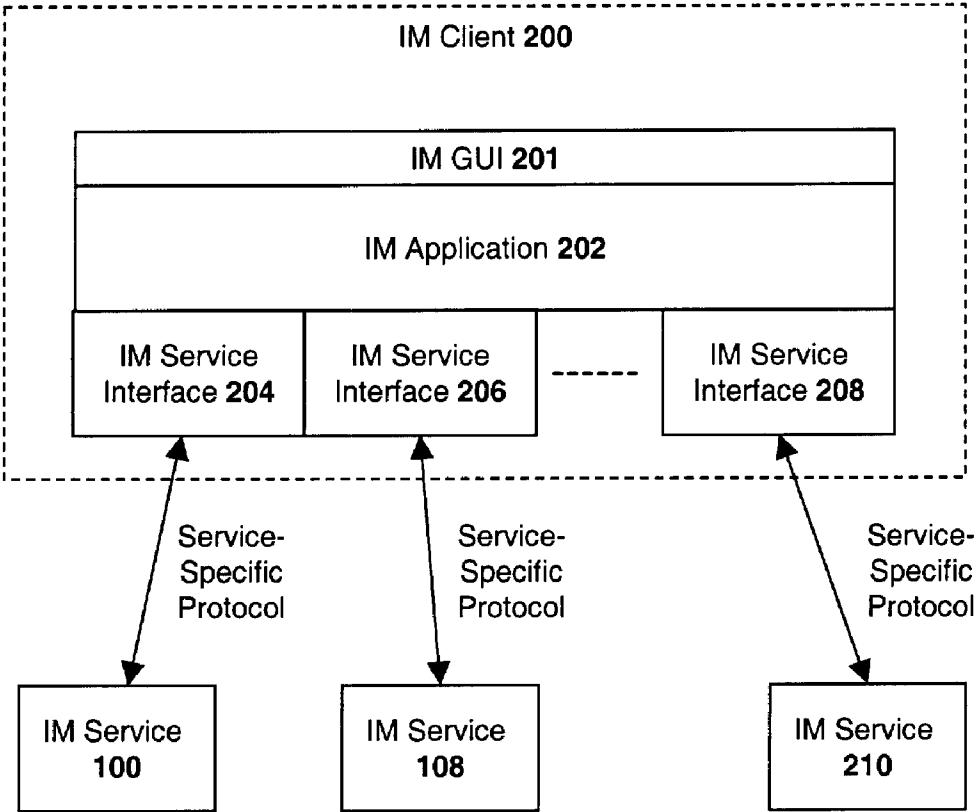 IM Client 200
IM GUI 201
IM Application 202
IM Service
Interface 204
IM Service
Interface 206
IM Service
Interface 208
Service-
Specific
Protocol
Service-
Specific
Protocol
Service-
Specific
Protocol
IM Service
100
IM Service
108
IM Service
210